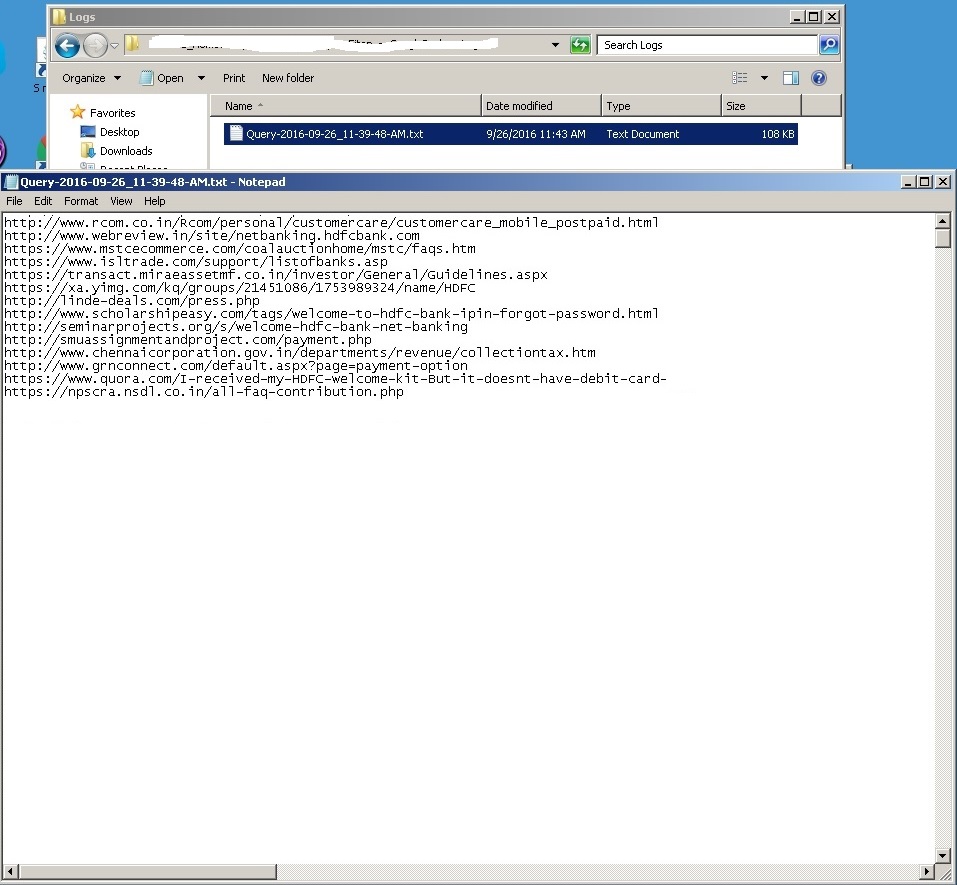 Logs
Search Logs
Organize Open Print New folder
Favorites
Desktop
Downloads
Name Date modified Type Size
Query-2016-09-26_11-39-48-AM.txt 9/26/2016 11:43 AM Text Document 108 KB
Query-2016-09-26_11-39-48-AM.txt - Notepad
File Edit Format View Help
http://www.rcom.co.in/Rcom/personal/customercare/customercare_mobile_postpaid.html
http://www.webreview.in/site/netbanking.hdfcbank.com
https://www.mstcecommerce.com/coalauctionhome/mstc/faqs.htm
https://www.isltrade.com/support/listofbanks.asp
https://transact.miraeassetmf.co.in/investor/General/Guidelines.aspx
https://xa.yimg.com/kq/groups/21451086/1753989324/name/HDFC
http://linde-deals.com/press.php
http://www.scholarshipeasy.com/tags/welcome-to-hdfc-bank-ipin-forgot-password.html
http://seminarprojects.org/s/welcome-hdfc-bank-net-banking
http://smuassignmentandproject.com/payment.php
http://www.chennaicorporation.gov.in/departments/revenue/collectiontax.htm
http://www.grnconnect.com/default.aspx?page=payment-option
https://www.quora.com/I-received-my-HDFC-welcome-kit-But-it-doesnt-have-debit-card-
https://npscra.nsdl.co.in/all-faq-contribution.php